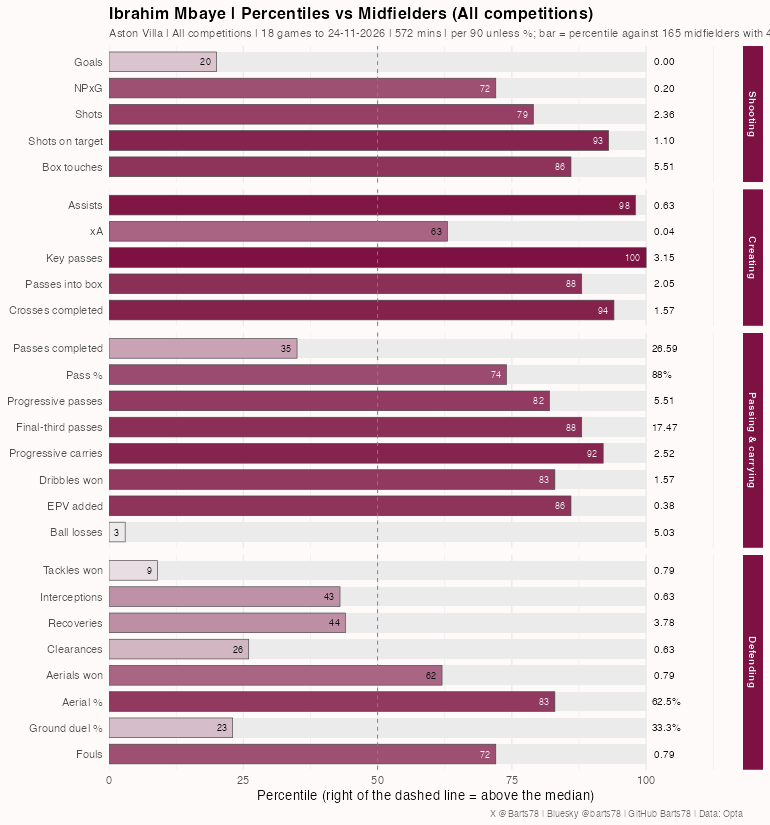 Ibrahim Mbaye | Percentiles vs Midfielders (All competitions)
Aston Villa | All competitions | 18 games to 24-11-2026 | 572 mins | per 90 unless %; bar = percentile against 165 midfielders with 4
Goals 20 0.00
NPxG 72 0.20
Shots 79 2.36
Shots on target 93 1.10
Box touches 86 5.51
Shooting
Assists 98 0.63
xA 63 0.04
Key passes 100 3.15
Passes into box 88 2.05
Crosses completed 94 1.57
Creating
Passes completed 35 26.59
Pass % 74 88%
Progressive passes 82 5.51
Final-third passes 88 17.47
Progressive carries 92 2.52
Dribbles won 83 1.57
EPV added 86 0.38
Ball losses 3 5.03
Passing & carrying
Tackles won 9 0.79
Interceptions 43 0.63
Recoveries 44 3.78
Clearances 26 0.63
Aerials won 62 0.79
Aerial % 83 62.5%
Ground duel % 23 33.3%
Fouls 72 0.79
Defending
0 25 50 75 100
Percentile (right of the dashed line = above the median)
X @Barts78 | Bluesky @barts78 | GitHub Barts78 | Data: Opta